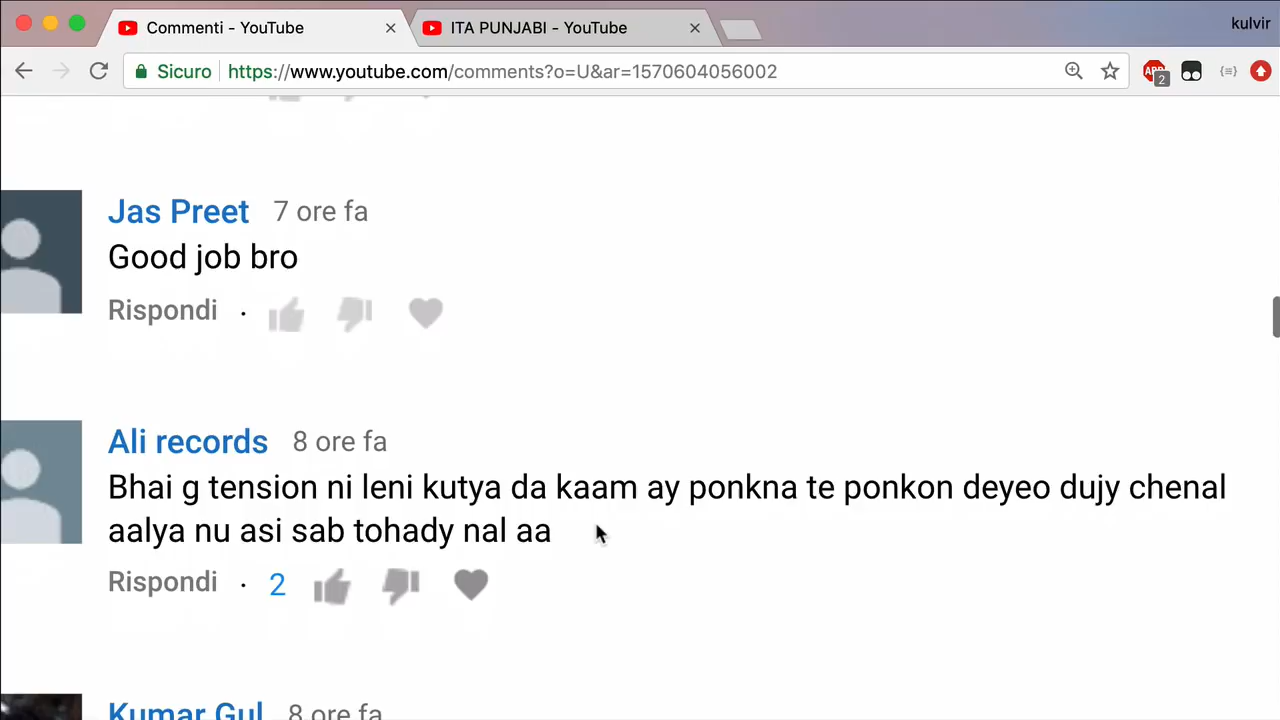 Commenti - YouTube
ITA PUNJABI - YouTube
kulvir
Sicuro https://www.youtube.com/comments?o=U&ar=1570604056002
ABP 2
Jas Preet 7 ore fa
Good job bro
Rispondi ·
Ali records 8 ore fa
Bhai g tension ni leni kutya da kaam ay ponkna te ponkon deyeo dujy chenal
aalya nu asi sab tohady nal aa
Rispondi · 2
Kumar Gul 8 ore fa